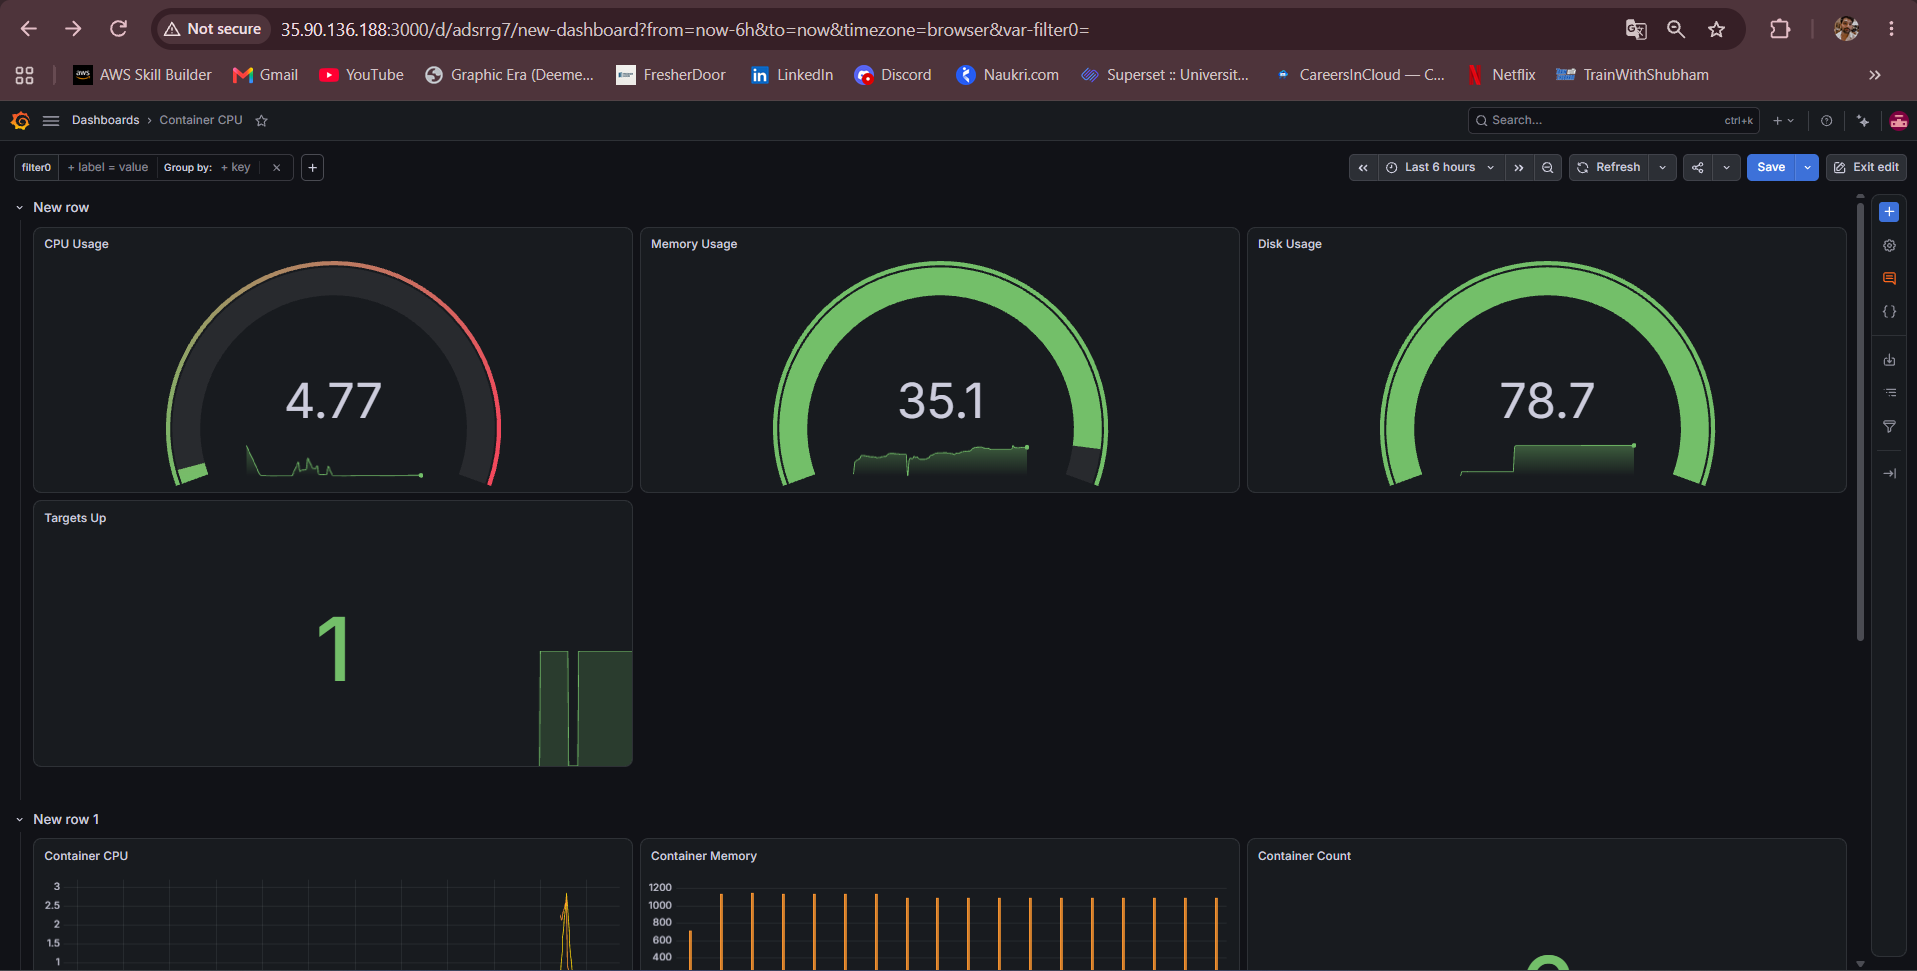 Not secure 35.90.136.188:3000/d/adsrrg7/new-dashboard?from=now-6h&to=now&timezone=browser&var-filter0=
aws AWS Skill Builder Gmail YouTube Graphic Era (Deeme... FresherDoor LinkedIn Discord Naukri.com Superset :: Universit... CareersInCloud — C... Netflix TrainWithShubham
Dashboards › Container CPU Search... ctrl+k
filter0 + label = value Group by: + key Last 6 hours Refresh Save Exit edit
New row
CPU Usage Memory Usage Disk Usage
4.77 35.1 78.7
Targets Up
1
New row 1
Container CPU Container Memory Container Count
3 1200
2.5 1000
2 800
1.5 600
1 400